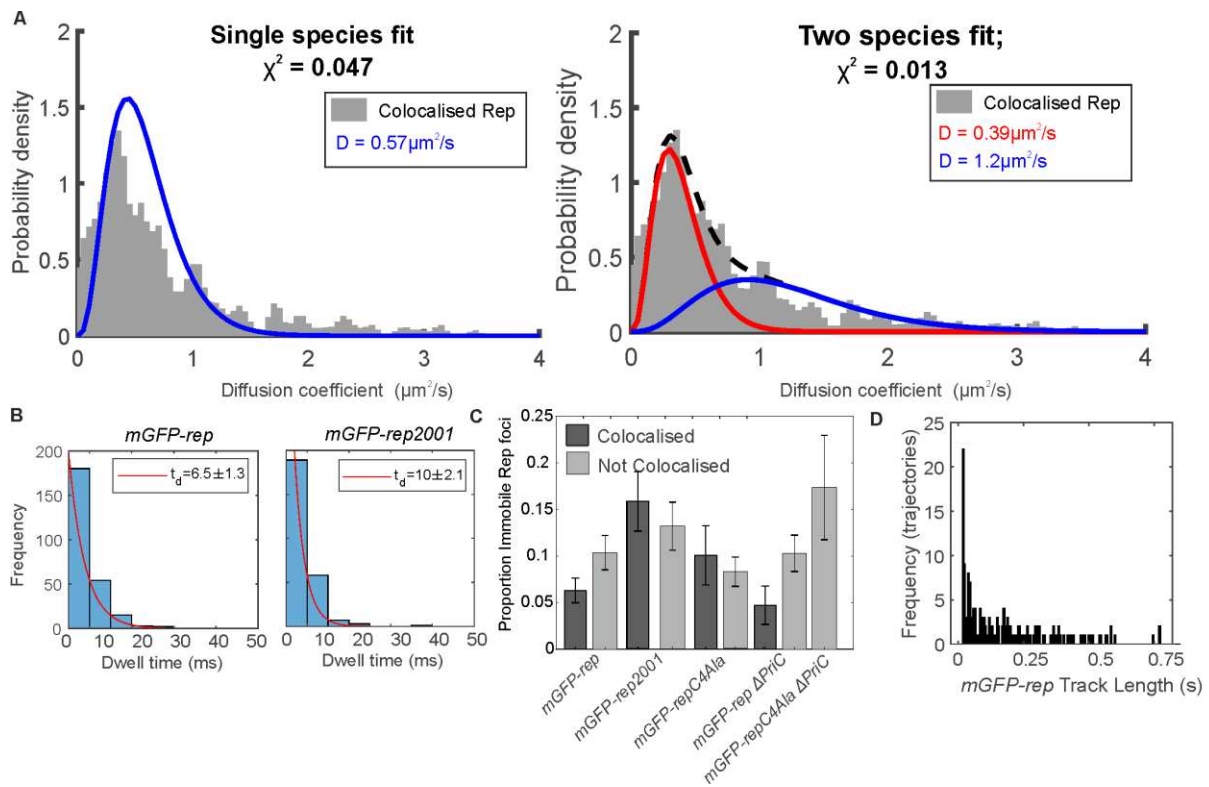 A
Single species fit
χ² = 0.047
Colocalised Rep
D = 0.57µm²/s
Probability density
2
1.5
1
0.5
0
0 1 2 3 4
Diffusion coefficient (µm²/s)
Two species fit;
χ² = 0.013
Colocalised Rep
D = 0.39µm²/s
D = 1.2µm²/s
Probability density
2
1.5
1
0.5
0
0 1 2 3 4
Diffusion coefficient (µm²/s)
B
mGFP-rep
t_d=6.5±1.3
Frequency
200
150
100
50
0
0 10 20 30 40 50
Dwell time (ms)
mGFP-rep2001
t_d=10±2.1
0 10 20 30 40 50
Dwell time (ms)
C
Colocalised
Not Colocalised
Proportion Immobile Rep foci
0.25
0.2
0.15
0.1
0.05
0
mGFP-rep
mGFP-rep2001
mGFP-repC4Ala
mGFP-rep ΔPriC
mGFP-repC4Ala ΔPriC
D
Frequency (trajectories)
25
20
15
10
5
0
0 0.25 0.5 0.75
mGFP-rep Track Length (s)